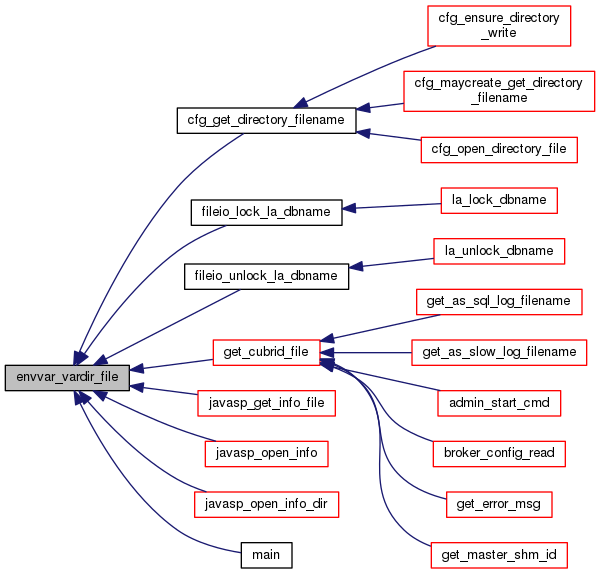 cfg_ensure_directory
_write
cfg_maycreate_get_directory
_filename
cfg_get_directory_filename
cfg_open_directory_file
la_lock_dbname
fileio_lock_la_dbname
la_unlock_dbname
fileio_unlock_la_dbname
get_as_sql_log_filename
get_cubrid_file
get_as_slow_log_filename
envvar_vardir_file
javasp_get_info_file
admin_start_cmd
javasp_open_info
broker_config_read
javasp_open_info_dir
get_error_msg
main
get_master_shm_id